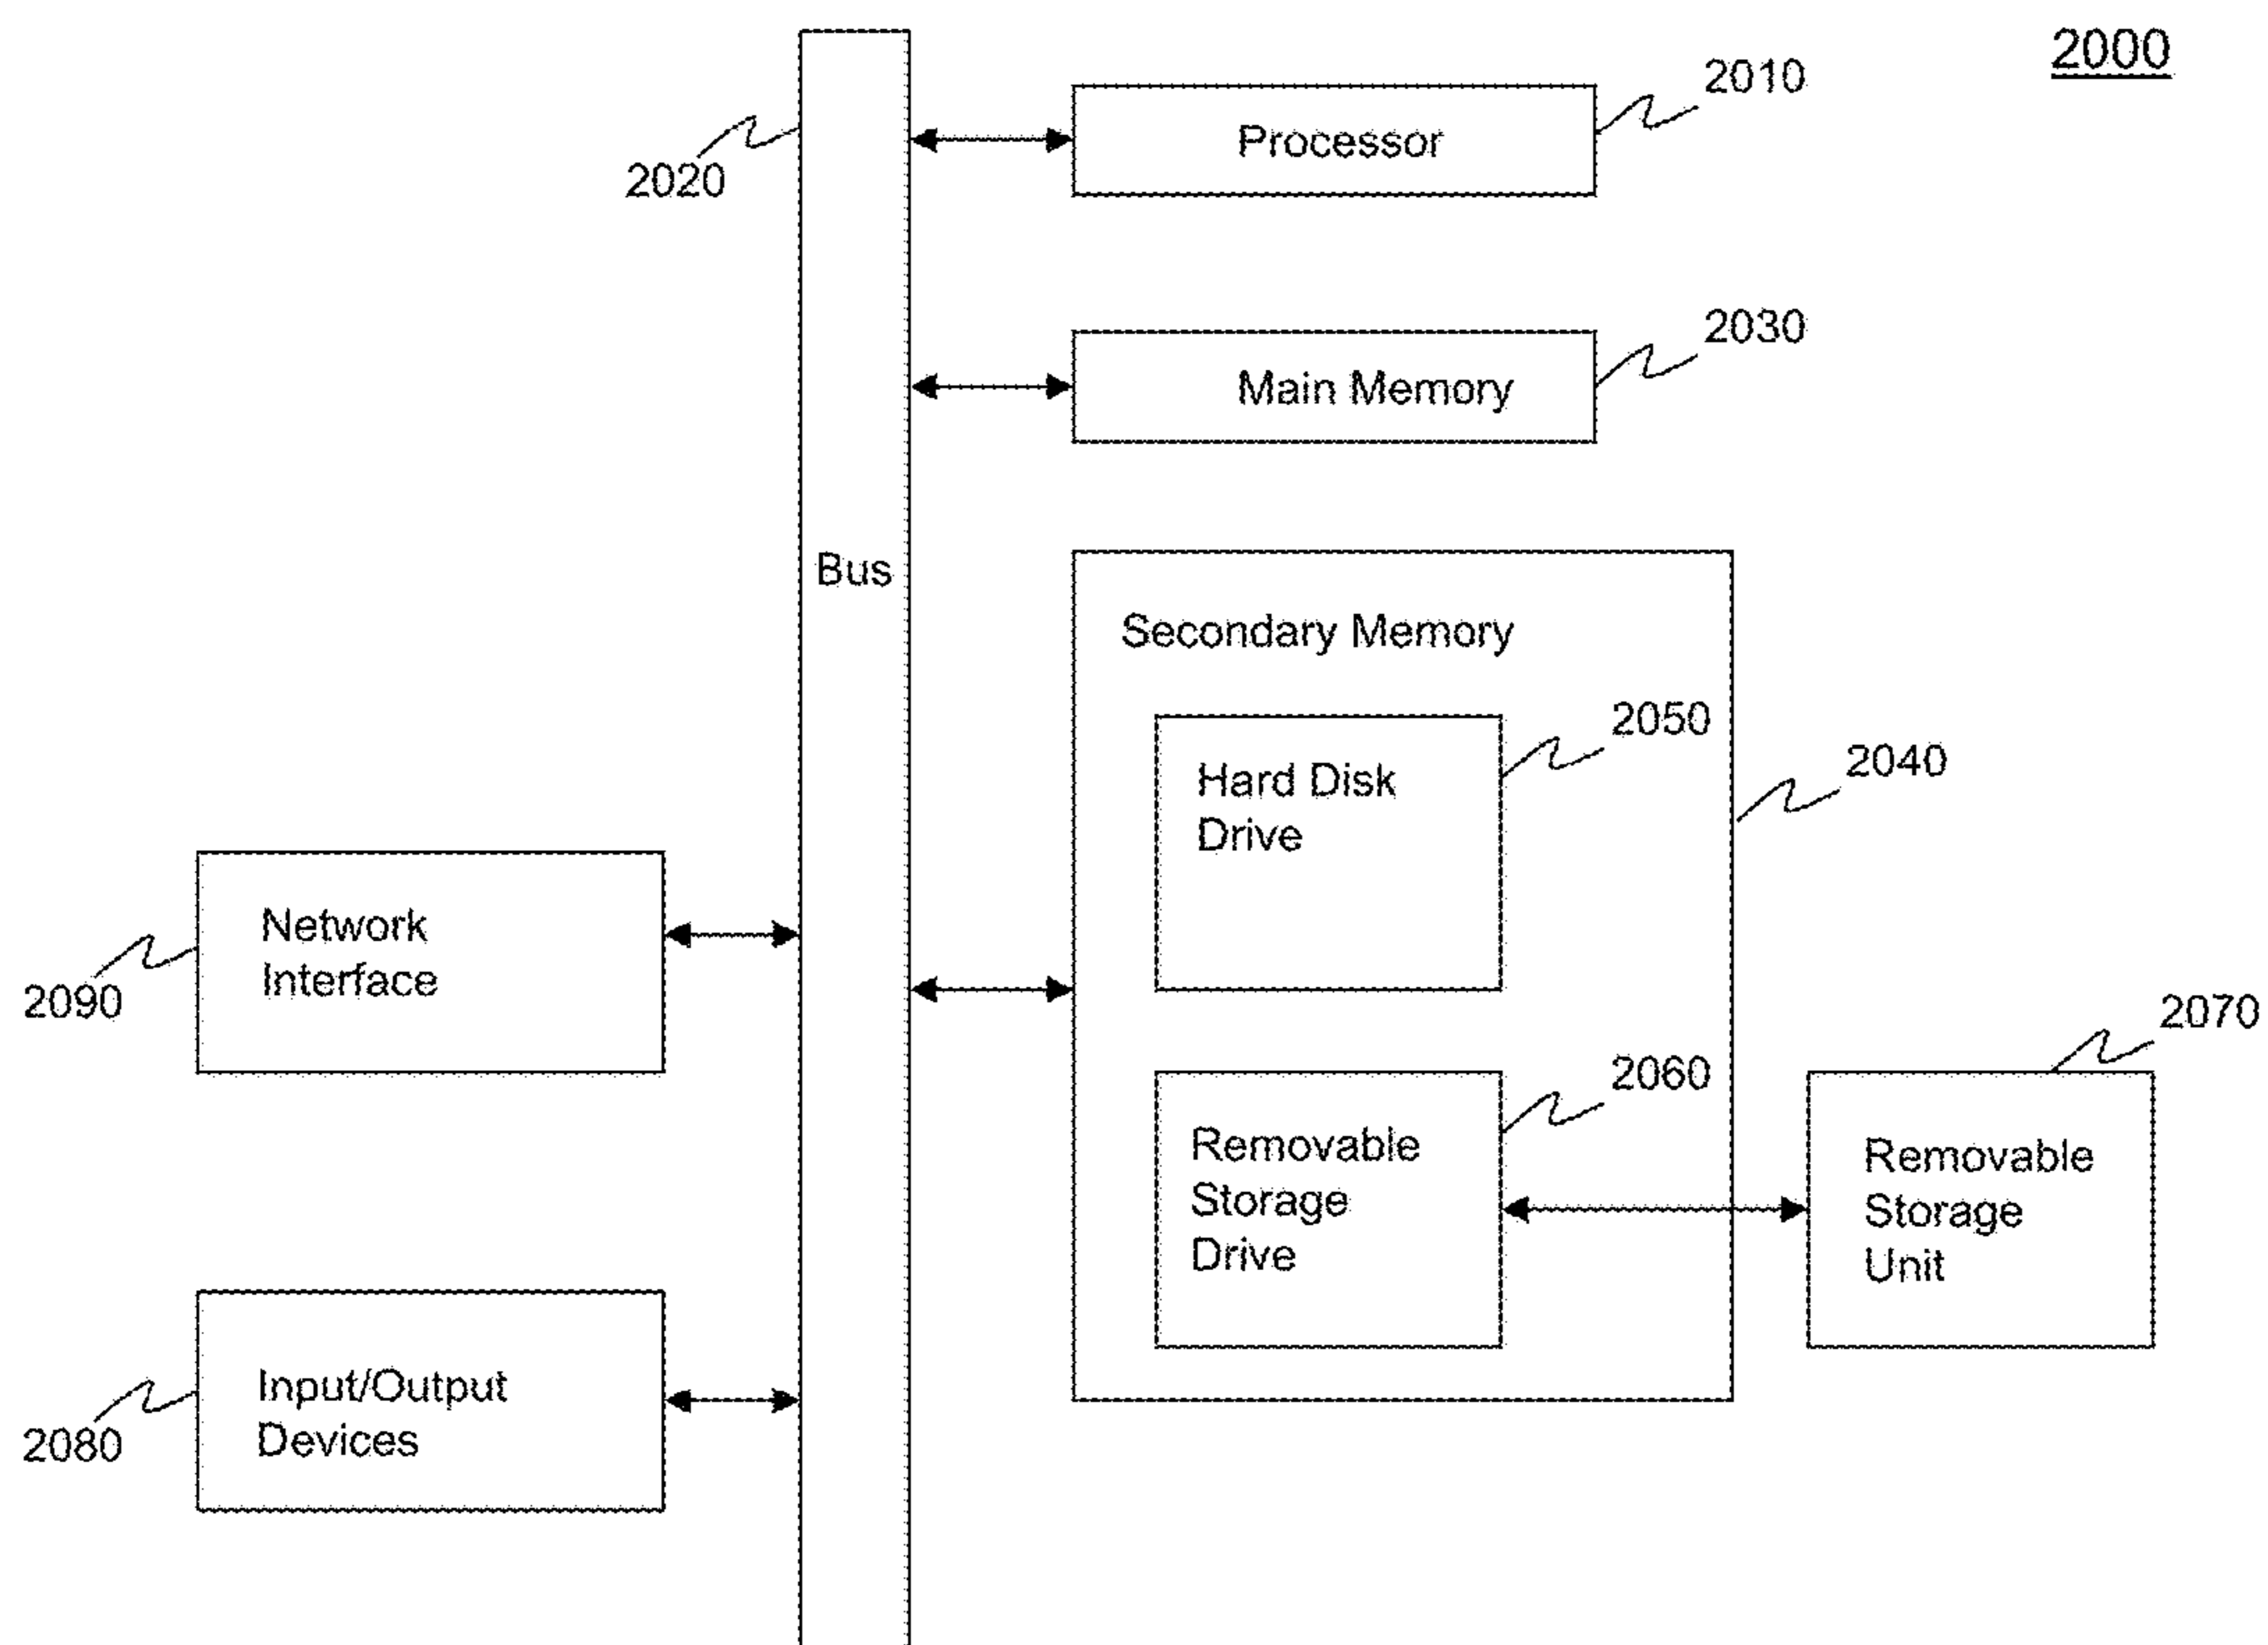 2000
2010
Processor
2020
2030
Main Memory
Bus
Secondary Memory
2050
Hard Disk
Drive
2040
Network
Interface
2090
2060
Removable
Storage
Drive
2070
Removable
Storage
Unit
Input/Output
Devices
2080